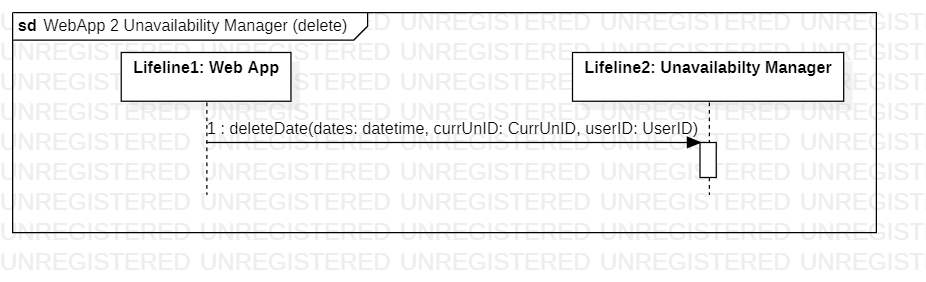 sd WebApp 2 Unavailability Manager (delete)
Lifeline1: Web App
Lifeline2: Unavailabilty Manager
1 : deleteDate(dates: datetime, currUnID: CurrUnID, userID: UserID)
UNREGISTERED UNREGISTERED UNREGISTERED UNREGISTERED UNREGIST